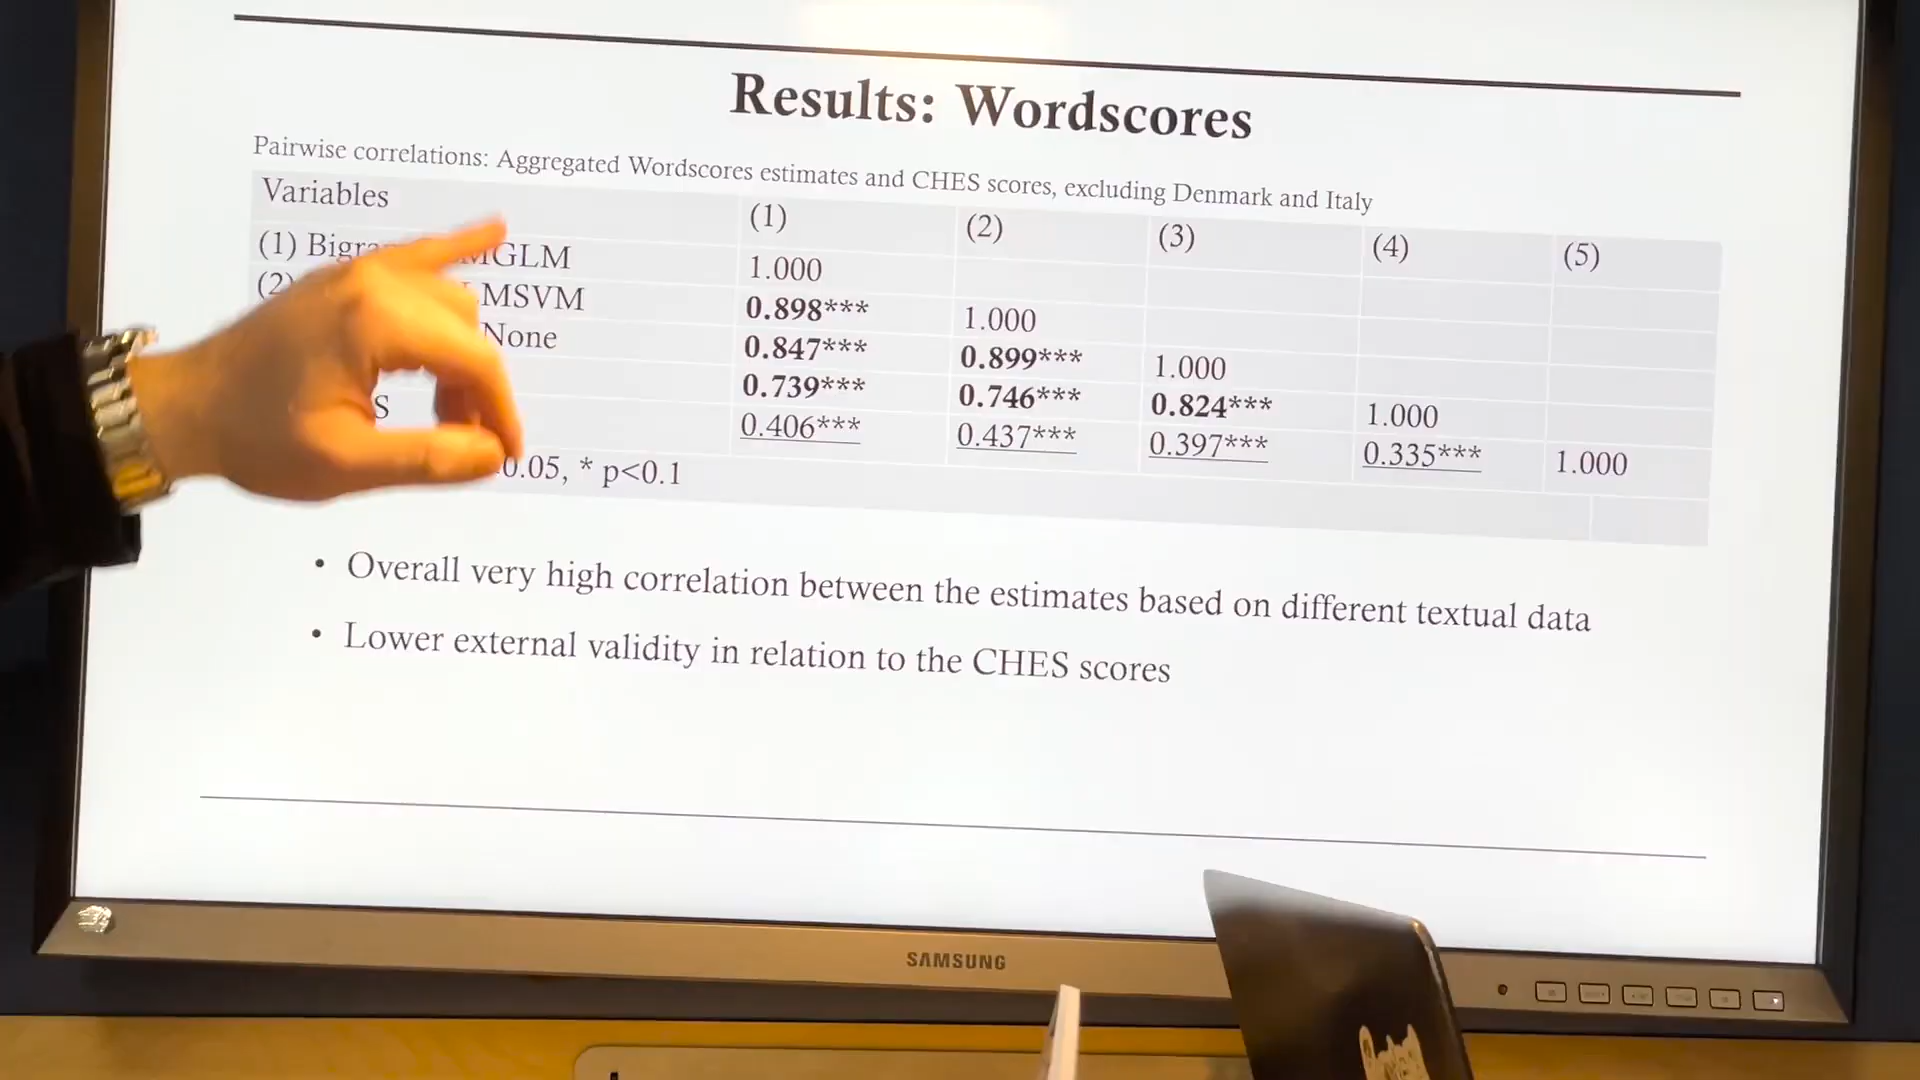 Results: Wordscores
Pairwise correlations: Aggregated Wordscores estimates and CHES scores, excluding Denmark and Italy
Variables (1) (2) (3) (4) (5)
(1) MGLM 1.000
(2) MSVM 0.898*** 1.000
None 0.847*** 0.899*** 1.000
0.739*** 0.746*** 0.824*** 1.000
S 0.406*** 0.437*** 0.397*** 0.335*** 1.000
0.05, * p<0.1
• Overall very high correlation between the estimates based on different textual data
• Lower external validity in relation to the CHES scores
SAMSUNG